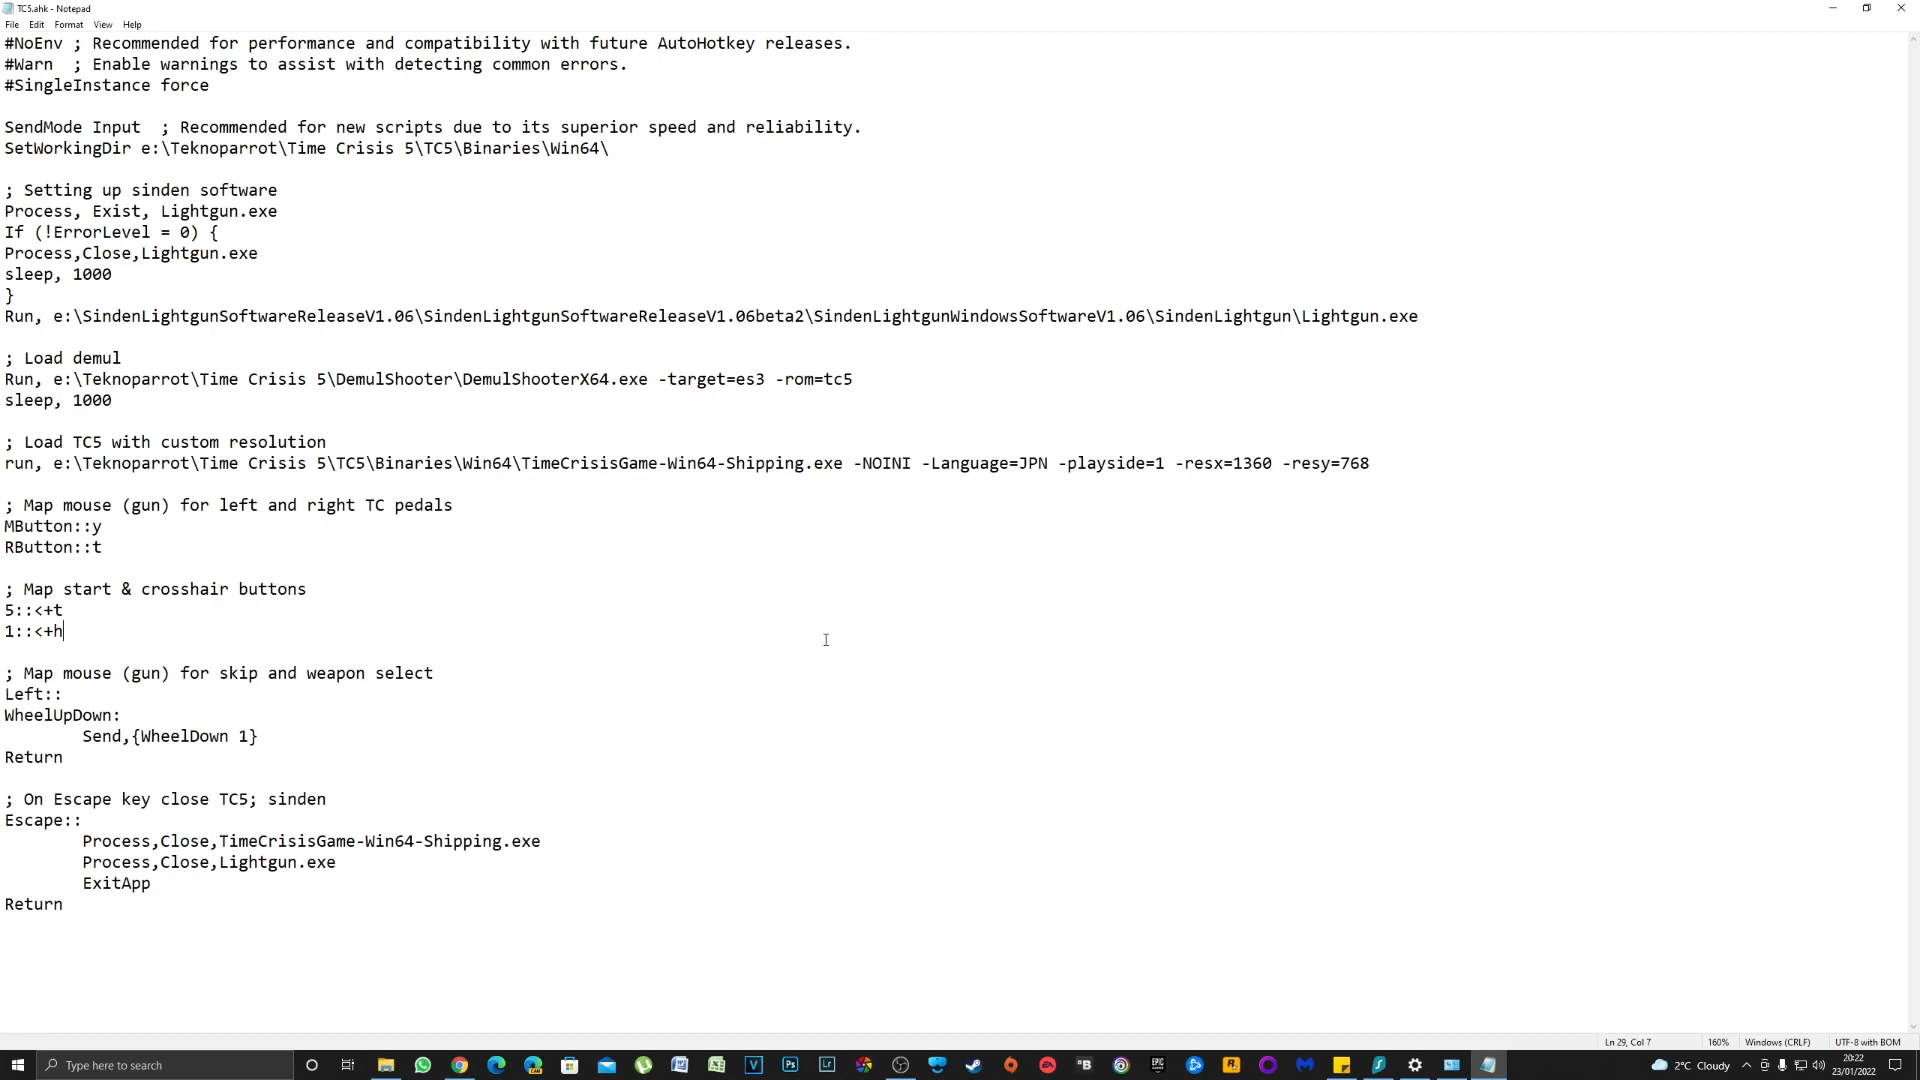 TC5.ahk - Notepad
File Edit Format View Help
#NoEnv ; Recommended for performance and compatibility with future AutoHotkey releases.
#Warn  ; Enable warnings to assist with detecting common errors.
#SingleInstance force
SendMode Input  ; Recommended for new scripts due to its superior speed and reliability.
SetWorkingDir e:\Teknoparrot\Time Crisis 5\TC5\Binaries\Win64\
; Setting up sinden software
Process, Exist, Lightgun.exe
If (!ErrorLevel = 0) {
Process,Close,Lightgun.exe
sleep, 1000
}
Run, e:\SindenLightgunSoftwareReleaseV1.06\SindenLightgunSoftwareReleaseV1.06beta2\SindenLightgunWindowsSoftwareV1.06\SindenLightgun\Lightgun.exe
; Load demul
Run, e:\Teknoparrot\Time Crisis 5\DemulShooter\DemulShooterX64.exe -target=es3 -rom=tc5
sleep, 1000
; Load TC5 with custom resolution
run, e:\Teknoparrot\Time Crisis 5\TC5\Binaries\Win64\TimeCrisisGame-Win64-Shipping.exe -NOINI -Language=JPN -playside=1 -resx=1360 -resy=768
; Map mouse (gun) for left and right TC pedals
MButton::y
RButton::t
; Map start & crosshair buttons
5::<+t
1::<+h
; Map mouse (gun) for skip and weapon select
Left::
WheelUpDown:
Send,{WheelDown 1}
Return
; On Escape key close TC5; sinden
Escape::
Process,Close,TimeCrisisGame-Win64-Shipping.exe
Process,Close,Lightgun.exe
ExitApp
Return
Ln 29, Col 7 160% Windows (CRLF) UTF-8 with BOM
Type here to search
2°C Cloudy
20:22
23/01/2022